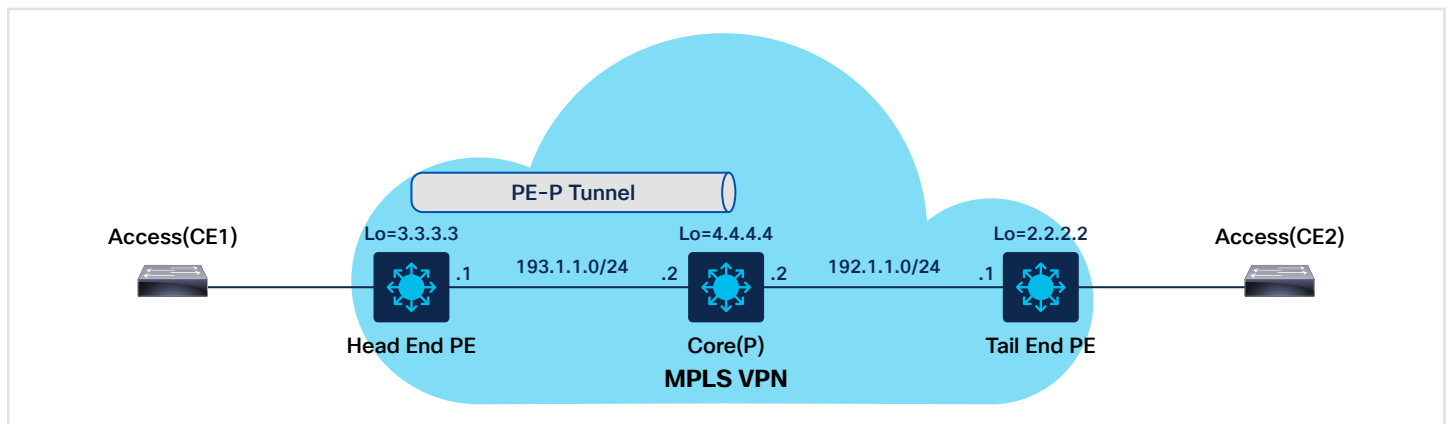 PE-P Tunnel
Access(CE1)
Lo=3.3.3.3
Lo=4.4.4.4
Lo=2.2.2.2
Access(CE2)
.1
193.1.1.0/24
.2
.2
192.1.1.0/24
.1
Head End PE
Core(P)
Tail End PE
MPLS VPN